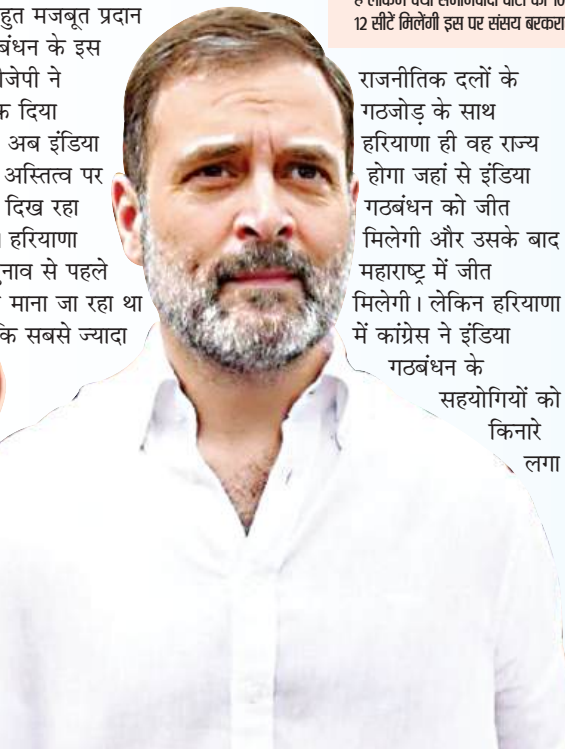 हुत मजबूत प्रदान
बंधन के इस
जेपी ने
क दिया
अब इंडिया
अस्तित्व पर
दिख रहा
। हरियाणा
नाव से पहले
माना जा रहा था
कि सबसे ज्यादा
12 सीटें मिलेंगी इस पर संसय बरकरा
राजनीतिक दलों के
गठजोड़ के साथ
हरियाणा ही वह राज्य
होगा जहां से इंडिया
गठबंधन को जीत
मिलेगी और उसके बाद
महाराष्ट्र में जीत
मिलेगी। लेकिन हरियाणा
में कांग्रेस ने इंडिया
गठबंधन के
सहयोगियों को
किनारे
लगा